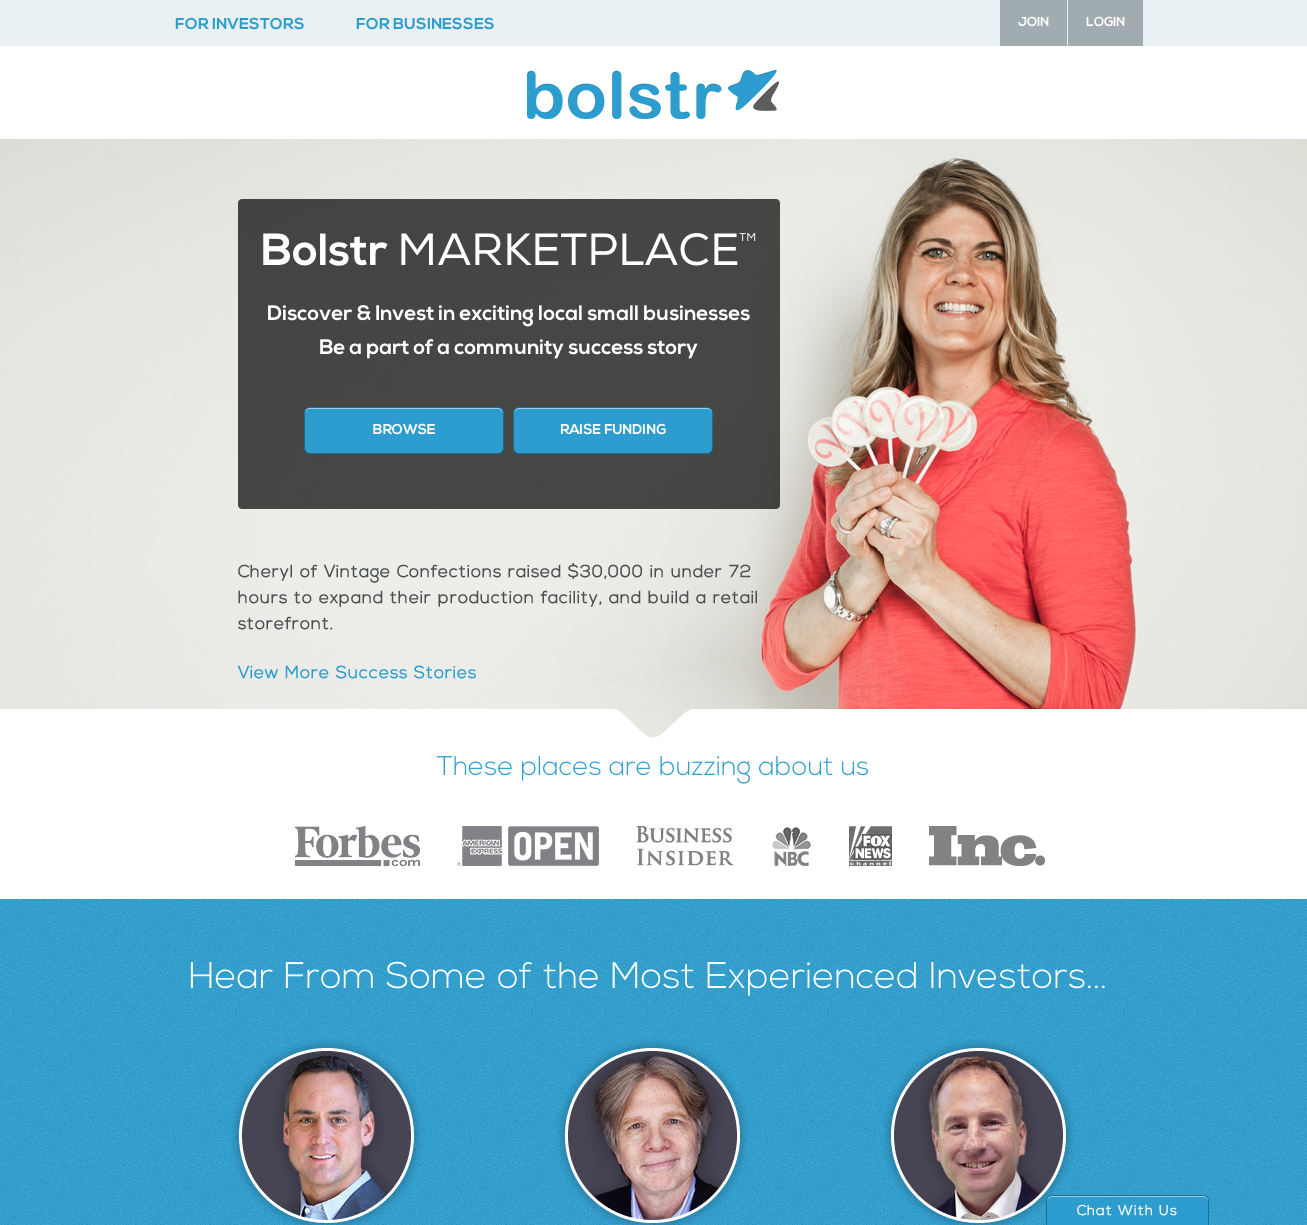 FOR INVESTORS
FOR BUSINESSES
JOIN
LOGIN
bolstr
Bolstr MARKETPLACE™
Discover & Invest in exciting local small businesses
Be a part of a community success story
BROWSE
RAISE FUNDING
Cheryl of Vintage Confections raised $30,000 in under 72
hours to expand their production facility, and build a retail
storefront.
View More Success Stories
These places are buzzing about us
Forbes
.com
AMERICAN
EXPRESS
OPEN
BUSINESS
INSIDER
NBC
FOX
NEWS
channel
Inc.
Hear From Some of the Most Experienced Investors...
Chat With Us